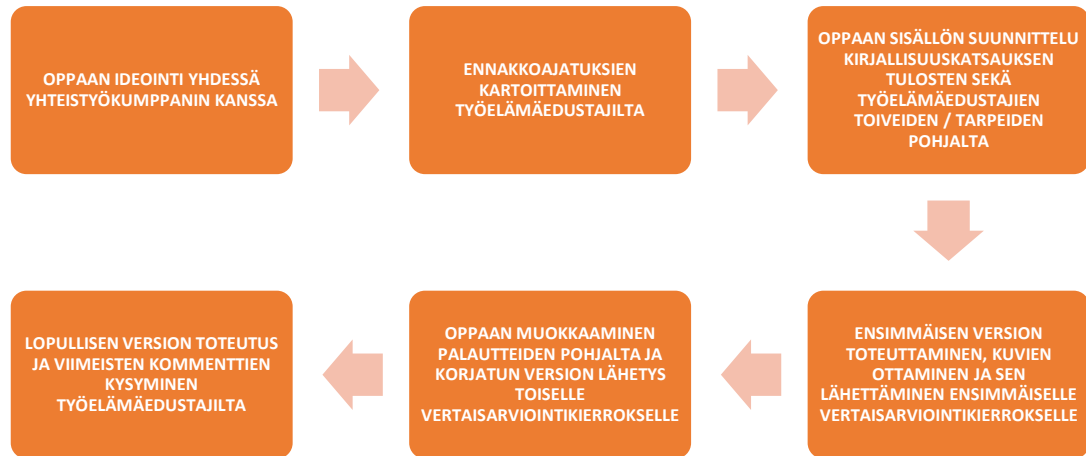 OPPAAN IDEOINTI YHDESSÄ
YHTEISTYÖKUMPPANIN KANSSA
ENNAKKOAJATUKSIEN
KARTOITTAMINEN
TYÖELÄMÄEDUSTAJILTA
OPPAAN SISÄLLÖN SUUNNITTELU
KIRJALLISUUSKATSAUKSEN
TULOSTEN SEKÄ
TYÖELÄMÄEDUSTAJIEN
TOIVEIDEN / TARPEIDEN
POHJALTA
ENSIMMÄISEN VERSION
TOTEUTTAMINEN, KUVIEN
OTTAMINEN JA SEN
LÄHETTÄMINEN ENSIMMÄISELLE
VERTAISARVIOINTIKIERROKSELLE
OPPAAN MUOKKAAMINEN
PALAUTTEIDEN POHJALTA JA
KORJATUN VERSION LÄHETYS
TOISELLE
VERTAISARVIOINTIKIERROKSELLE
LOPULLISEN VERSION TOTEUTUS
JA VIIMEISTEN KOMMENTTIEN
KYSYMINEN
TYÖELÄMÄEDUSTAJILTA